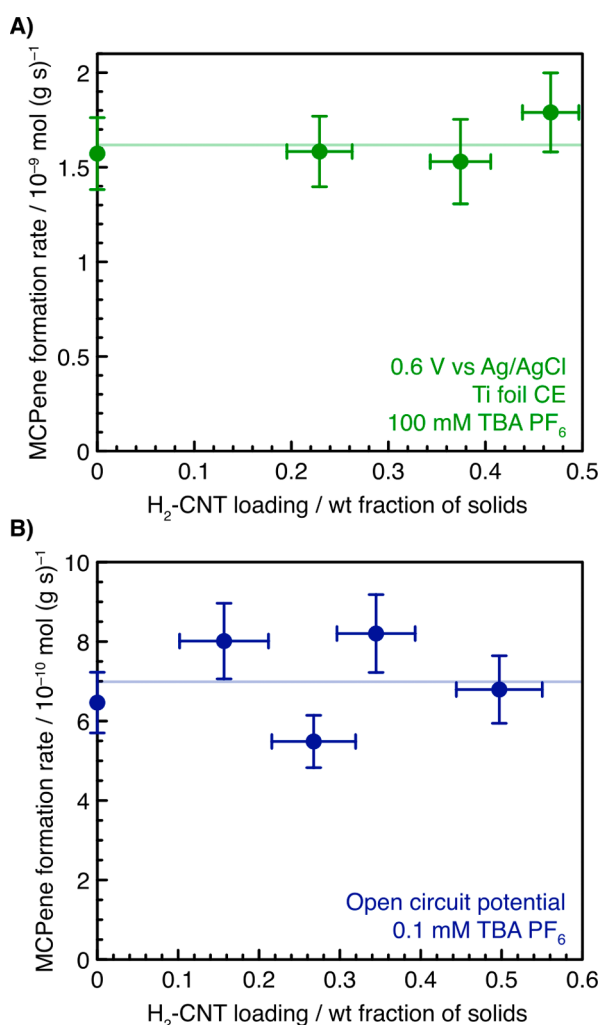 A)
MCPene formation rate / 10⁻⁹ mol (g s)⁻¹
2
1.5
1
0.5
0
0.6 V vs Ag/AgCl
Ti foil CE
100 mM TBA PF₆
0 0.1 0.2 0.3 0.4 0.5
H₂-CNT loading / wt fraction of solids
B)
MCPene formation rate / 10⁻¹⁰ mol (g s)⁻¹
10
8
6
4
2
0
Open circuit potential
0.1 mM TBA PF₆
0 0.1 0.2 0.3 0.4 0.5 0.6
H₂-CNT loading / wt fraction of solids